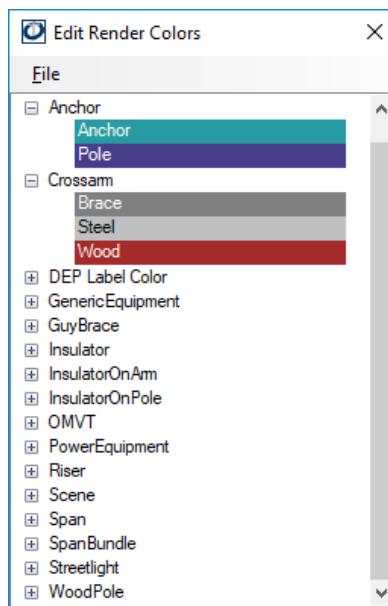 Edit Render Colors
File
Anchor
Anchor
Pole
Crossarm
Brace
Steel
Wood
DEP Label Color
GenericEquipment
GuyBrace
Insulator
InsulatorOnArm
InsulatorOnPole
OMVT
PowerEquipment
Riser
Scene
Span
SpanBundle
Streetlight
WoodPole